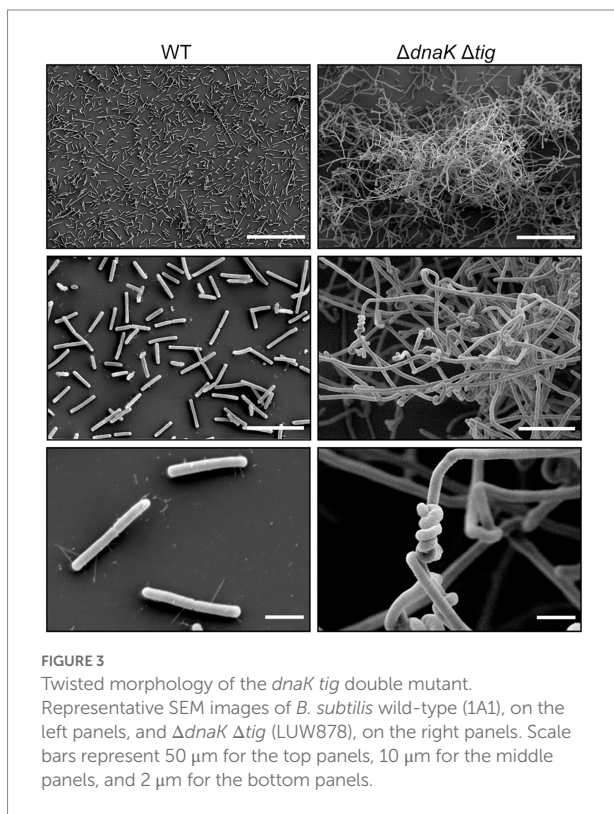 WT
ΔdnaK Δtig
FIGURE 3
Twisted morphology of the dnaK tig double mutant.
Representative SEM images of B. subtilis wild-type (1A1), on the
left panels, and ΔdnaK Δtig (LUW878), on the right panels. Scale
bars represent 50 μm for the top panels, 10 μm for the middle
panels, and 2 μm for the bottom panels.